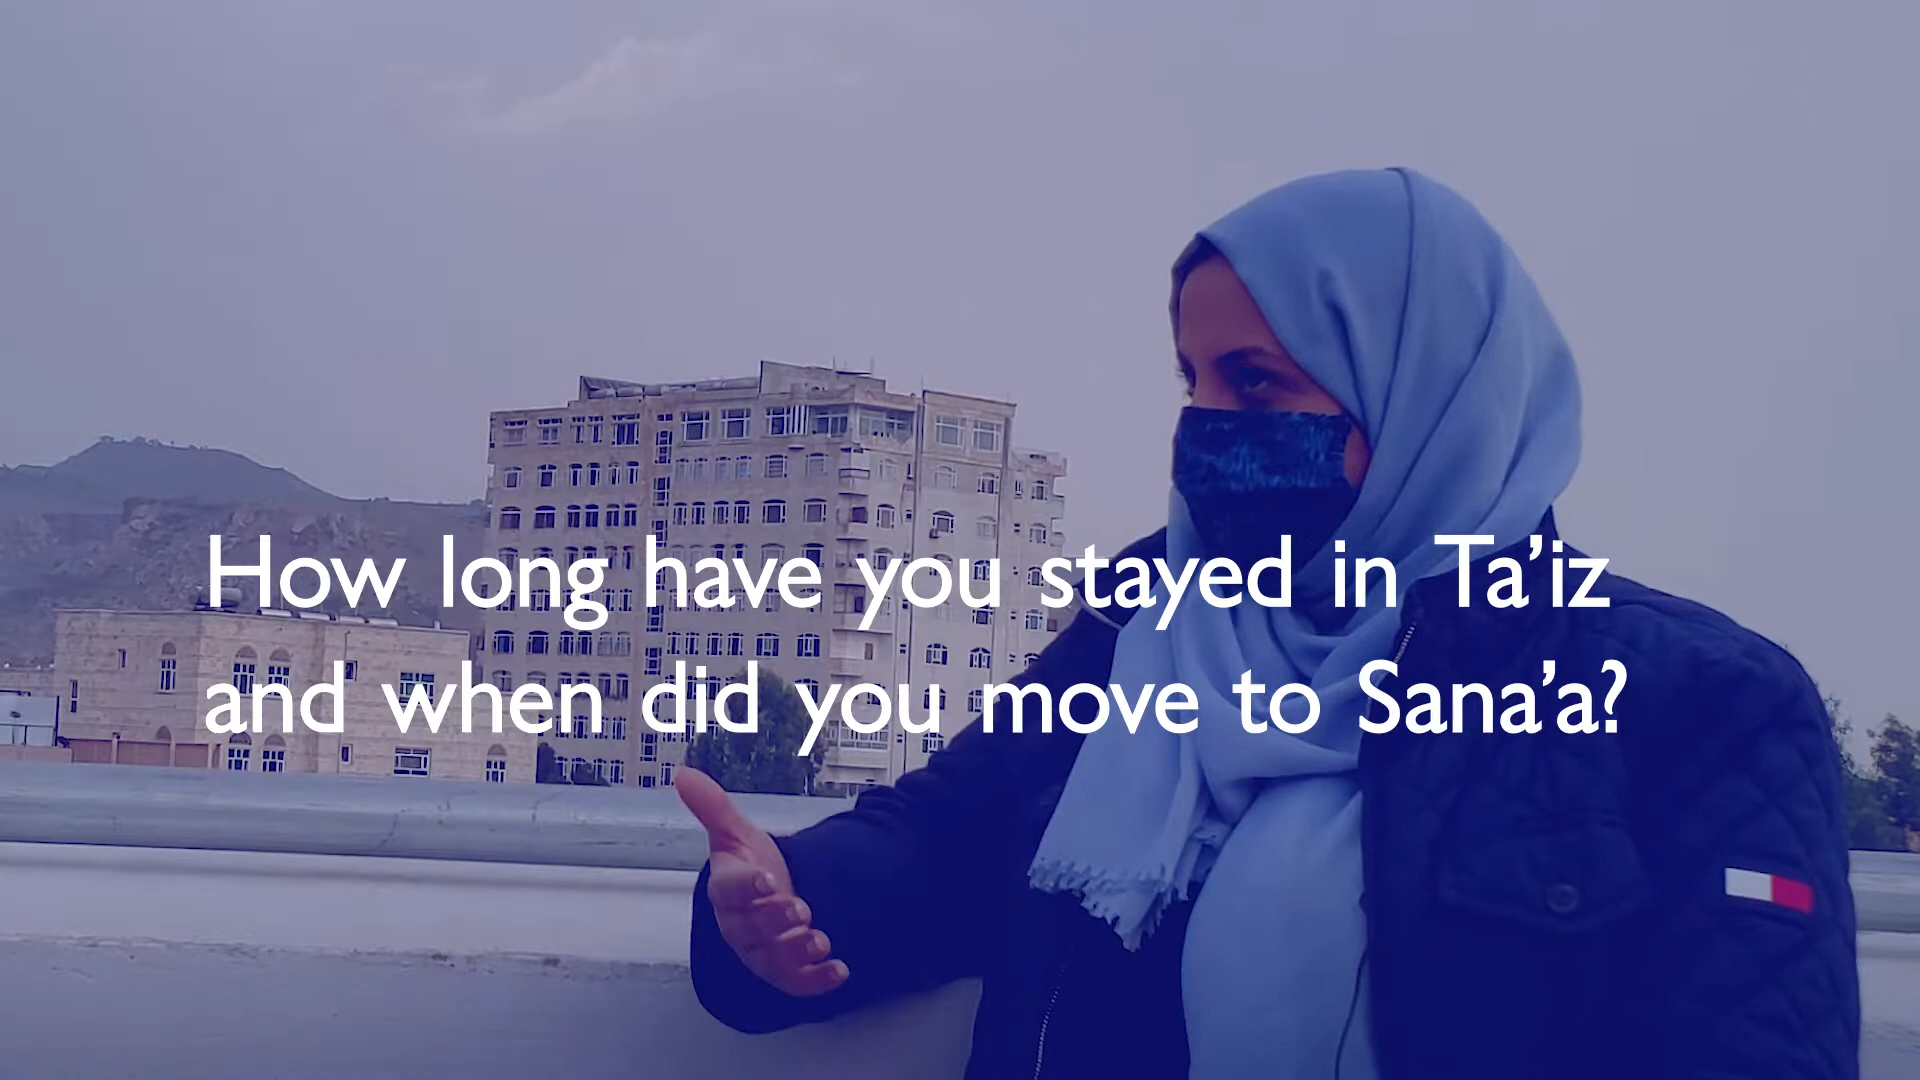 How long have you stayed in Ta’iz
and when did you move to Sana’a?